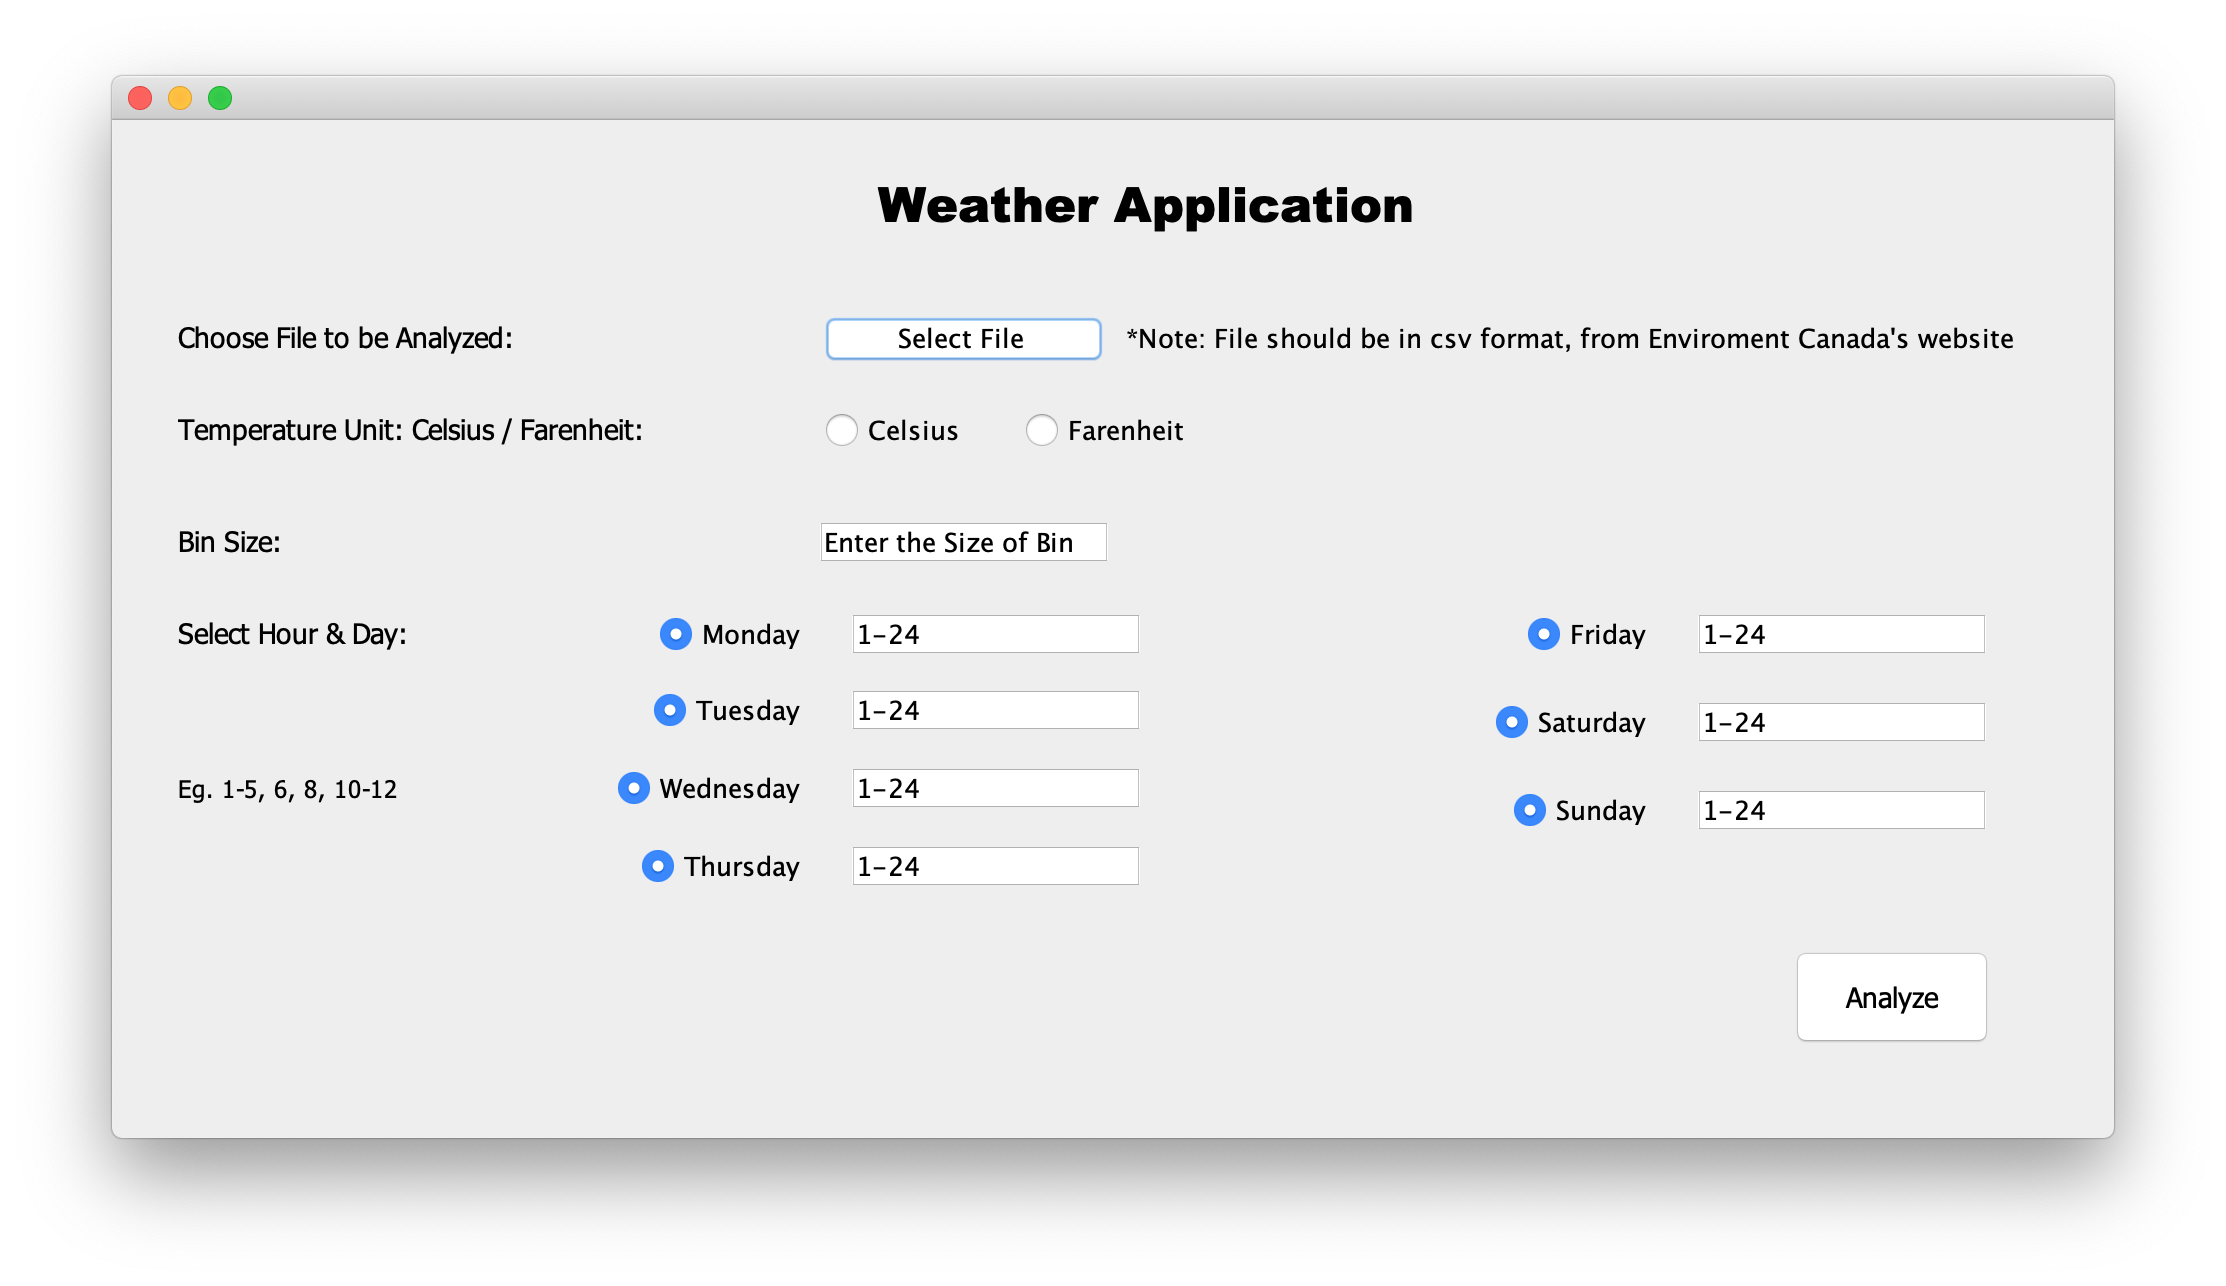 Weather Application
Choose File to be Analyzed: Select File *Note: File should be in csv format, from Enviroment Canada's website
Temperature Unit: Celsius / Farenheit: Celsius Farenheit
Bin Size: Enter the Size of Bin
Select Hour & Day: Monday 1-24 Friday 1-24
Tuesday 1-24
Saturday 1-24
Eg. 1-5, 6, 8, 10-12 Wednesday 1-24
Sunday 1-24
Thursday 1-24
Analyze